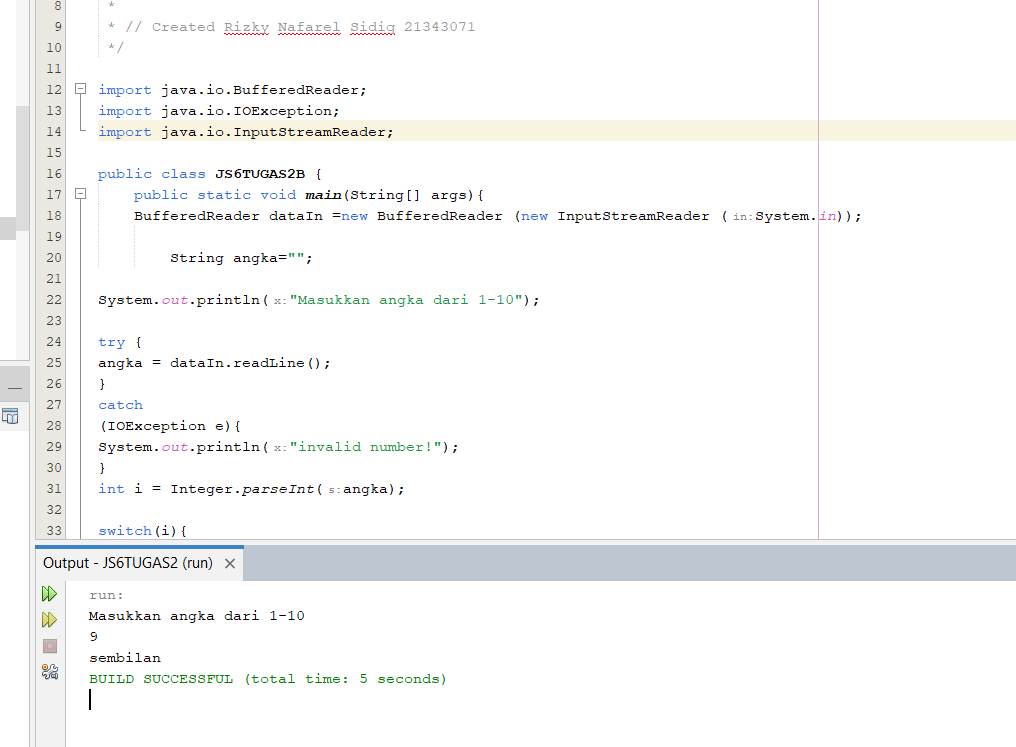 8 *
9 * // Created Rizky Nafarel Sidiq 21343071
10 */
11
12 import java.io.BufferedReader;
13 import java.io.IOException;
14 import java.io.InputStreamReader;
15
16 public class JS6TUGAS2B {
17 public static void main(String[] args){
18 BufferedReader dataIn =new BufferedReader (new InputStreamReader ( in:System.in));
19
20 String angka="";
21
22 System.out.println( x:"Masukkan angka dari 1-10");
23
24 try {
25 angka = dataIn.readLine();
26 }
27 catch
28 (IOException e){
29 System.out.println( x:"invalid number!");
30 }
31 int i = Integer.parseInt( s:angka);
32
33 switch(i){
Output - JS6TUGAS2 (run) ×
run:
Masukkan angka dari 1-10
9
sembilan
BUILD SUCCESSFUL (total time: 5 seconds)